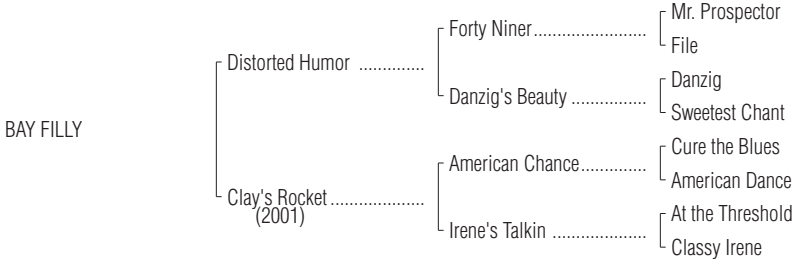 Mr. Prospector
Forty Niner.......................
File
Distorted Humor ..............
Danzig
Danzig's Beauty ................
Sweetest Chant
BAY FILLY
Cure the Blues
American Chance..............
American Dance
Clay's Rocket....................
(2001)
At the Threshold
Irene's Talkin ....................
Classy Irene